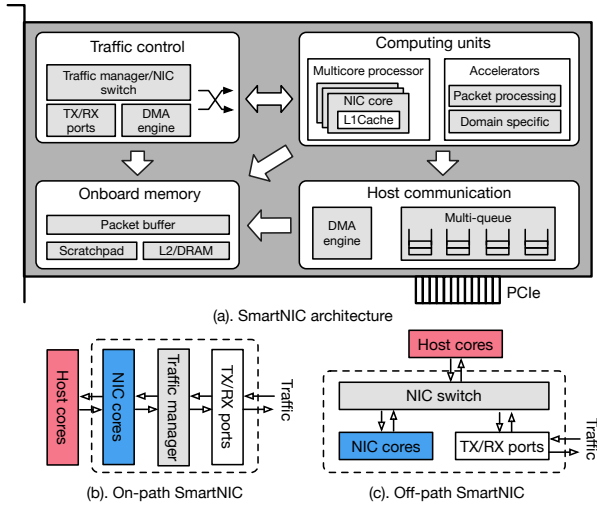 Traffic control
Traffic manager/NIC
switch
TX/RX
ports
DMA
engine
Computing units
Multicore processor
NIC core
L1Cache
Accelerators
Packet processing
Domain specific
Onboard memory
Packet buffer
Scratchpad
L2/DRAM
Host communication
DMA
engine
Multi-queue
PCIe
(a). SmartNIC architecture
Host cores
NIC cores
Traffic manager
TX/RX ports
Traffic
(b). On-path SmartNIC
Host cores
NIC switch
NIC cores
TX/RX ports
Traffic
(c). Off-path SmartNIC